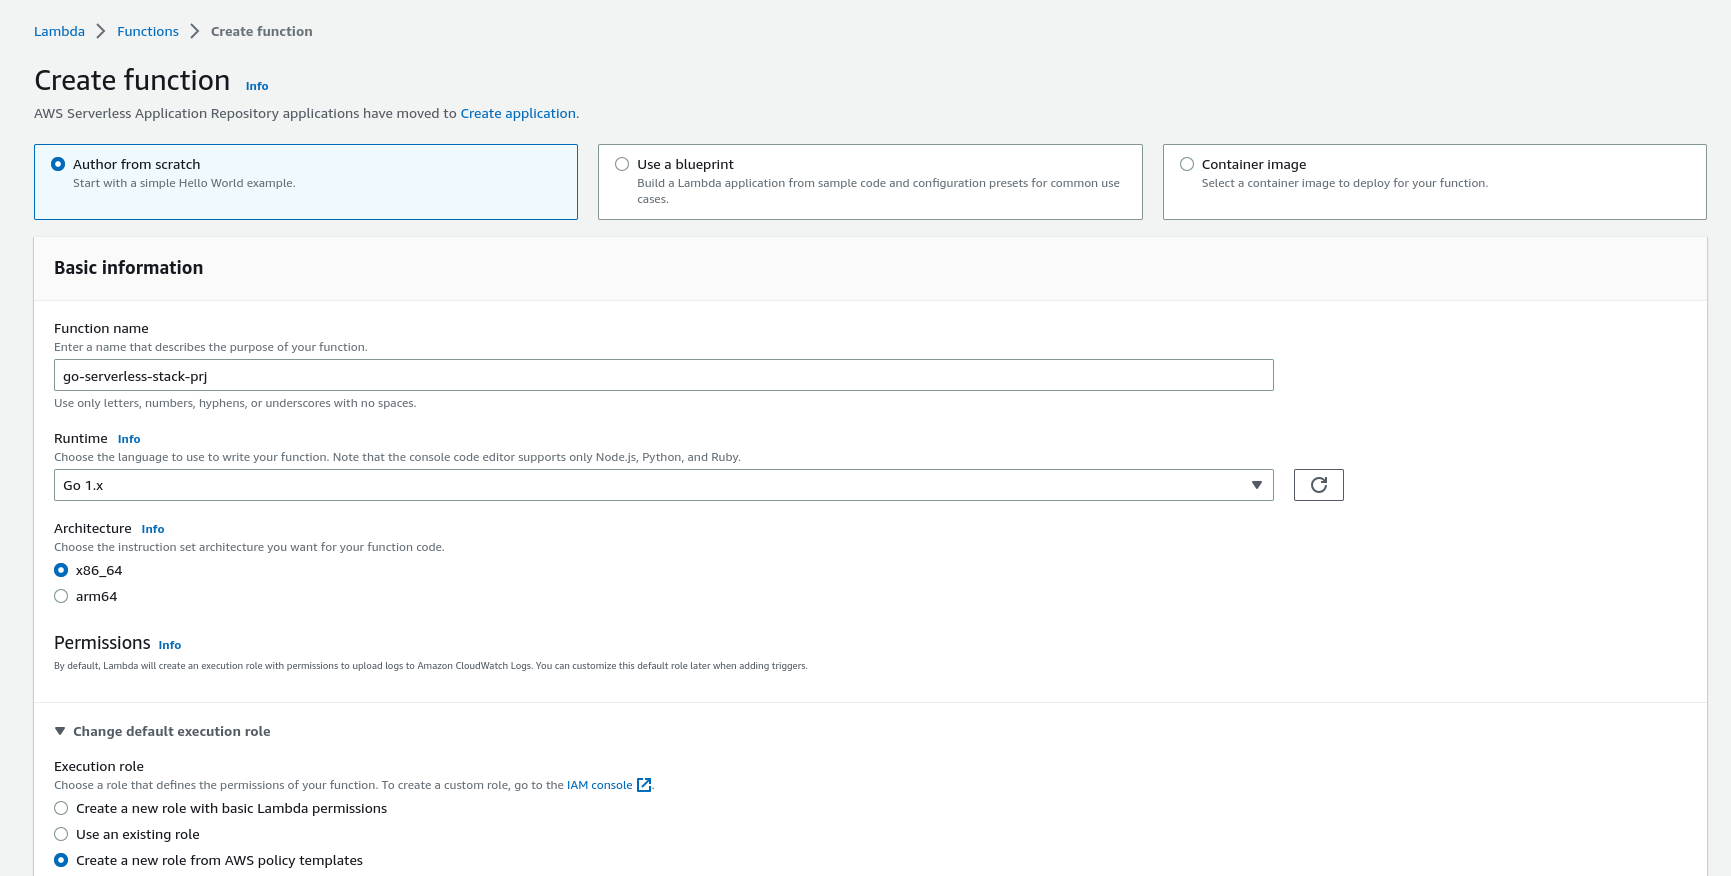 Lambda > Functions > Create function
Create function Info
AWS Serverless Application Repository applications have moved to Create application.
Author from scratch
Start with a simple Hello World example.
Use a blueprint
Build a Lambda application from sample code and configuration presets for common use
cases.
Container image
Select a container image to deploy for your function.
Basic information
Function name
Enter a name that describes the purpose of your function.
go-serverless-stack-prj
Use only letters, numbers, hyphens, or underscores with no spaces.
Runtime Info
Choose the language to use to write your function. Note that the console code editor supports only Node.js, Python, and Ruby.
Go 1.x
Architecture Info
Choose the instruction set architecture you want for your function code.
x86_64
arm64
Permissions Info
By default, Lambda will create an execution role with permissions to upload logs to Amazon CloudWatch Logs. You can customize this default role later when adding triggers.
Change default execution role
Execution role
Choose a role that defines the permissions of your function. To create a custom role, go to the IAM console.
Create a new role with basic Lambda permissions
Use an existing role
Create a new role from AWS policy templates